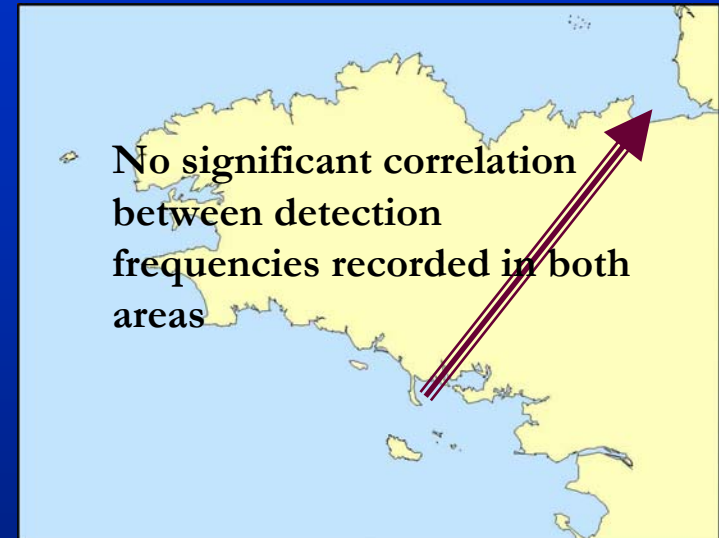 No significant correlation
between detection
frequencies recorded in both
areas